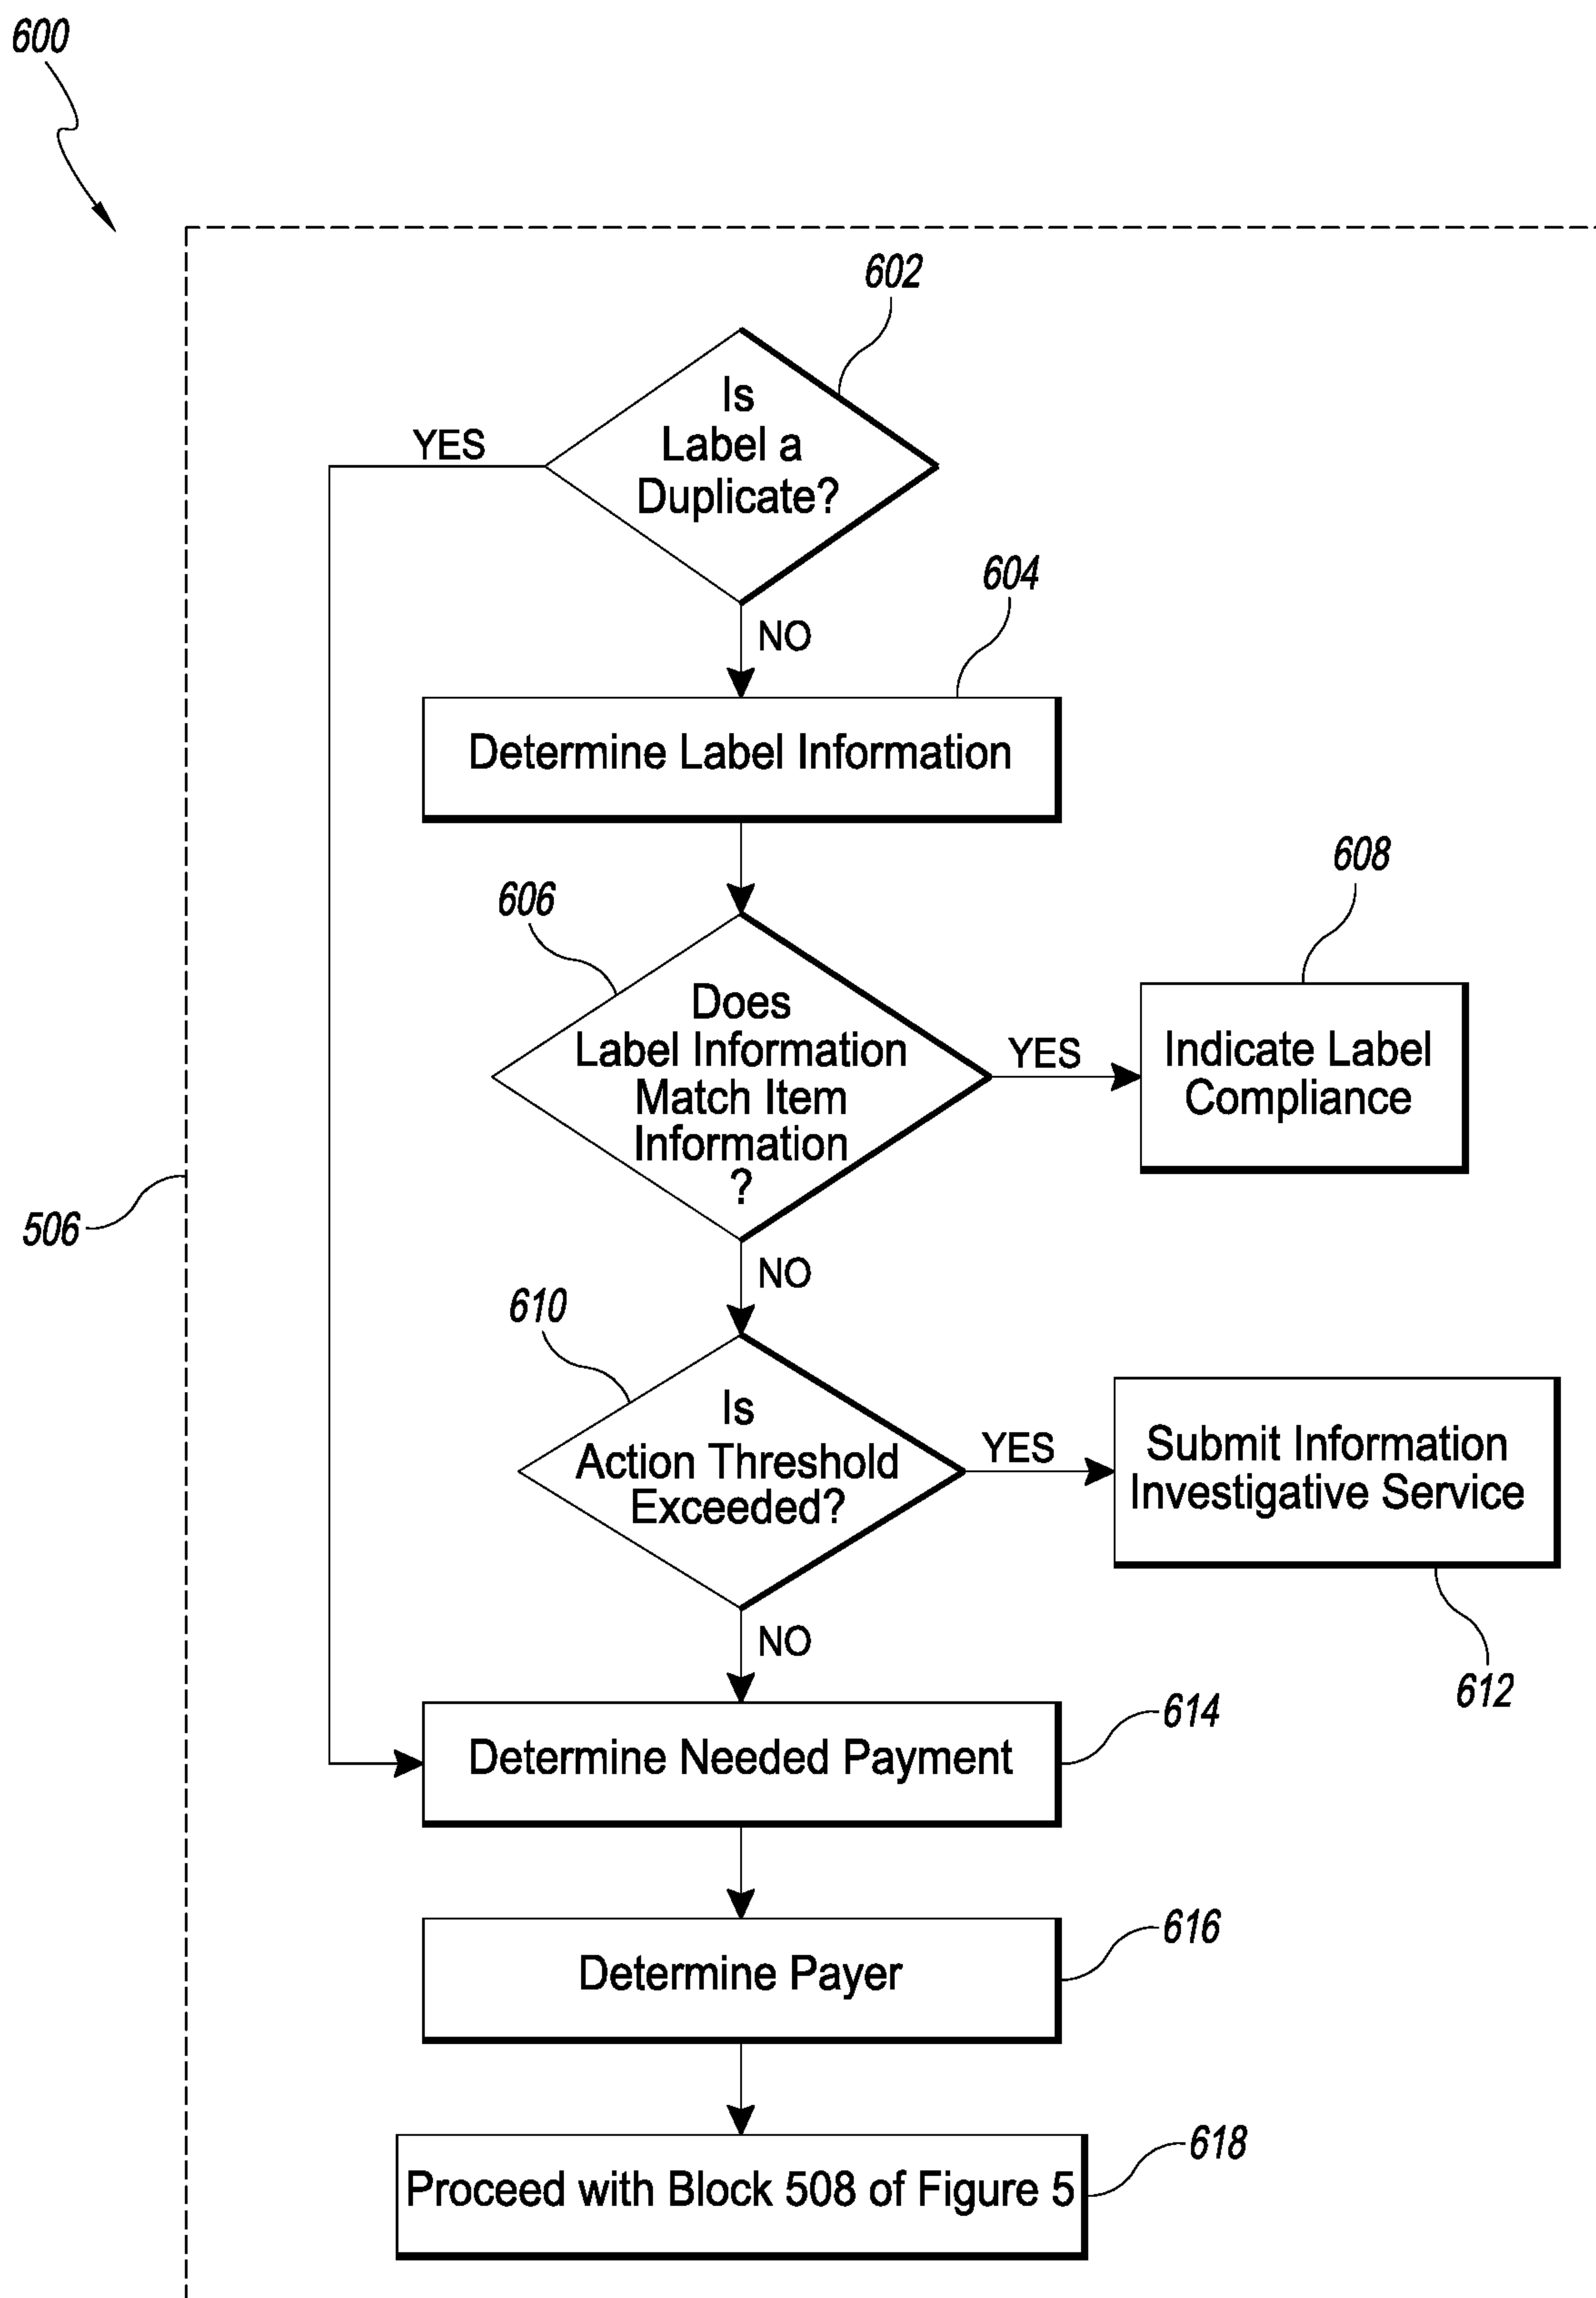 600
602
Is
Label a
Duplicate?
YES
NO
604
Determine Label Information
606
Does
Label Information
Match Item
Information
?
YES
608
Indicate Label
Compliance
506
NO
610
Is
Action Threshold
Exceeded?
YES
Submit Information
Investigative Service
612
NO
Determine Needed Payment
614
Determine Payer
616
Proceed with Block 508 of Figure 5
618